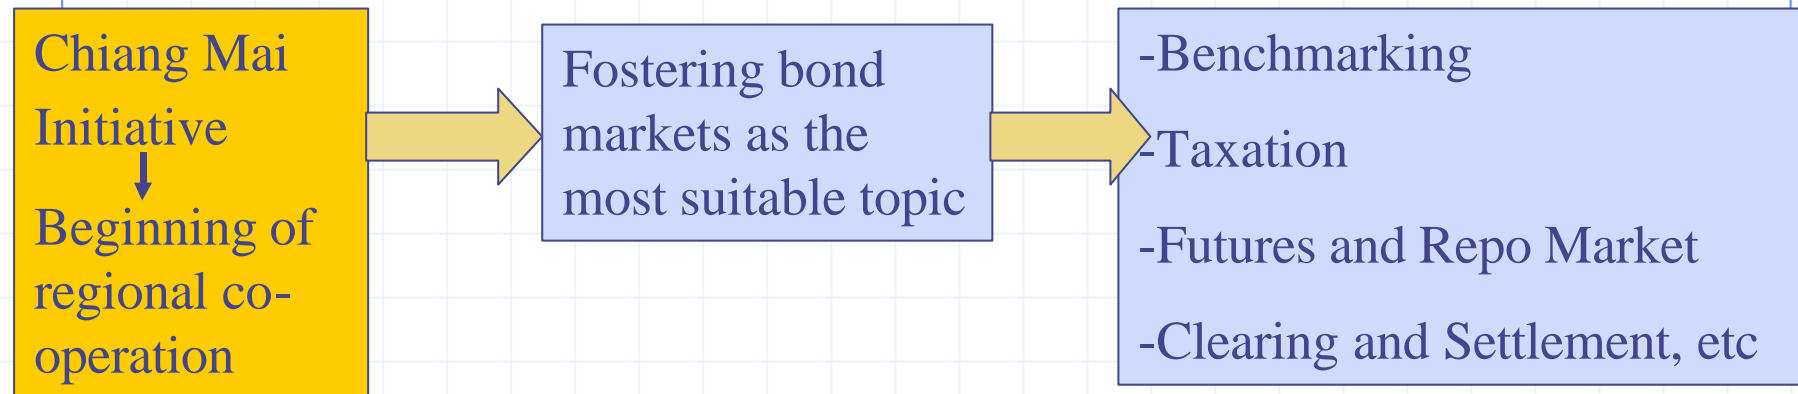 Chiang Mai
Initiative
Beginning of
regional co-
operation
Fostering bond
markets as the
most suitable topic
-Benchmarking
-Taxation
-Futures and Repo Market
-Clearing and Settlement, etc